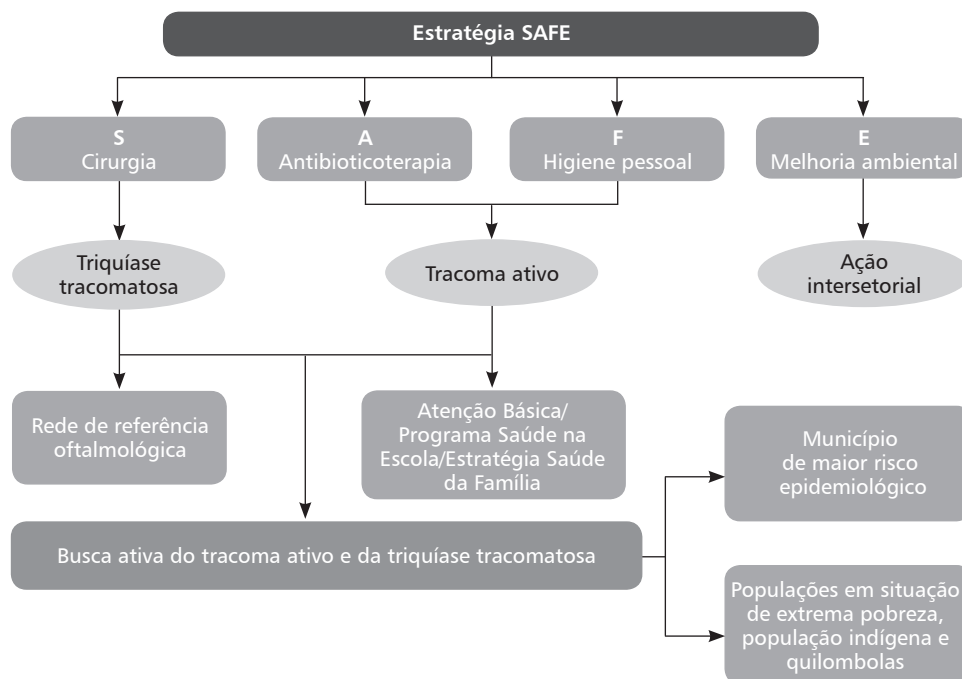 Estratégia SAFE
S
Cirurgia
A
Antibioticoterapia
F
Higiene pessoal
E
Melhoria ambiental
Triquíase
tracomatosa
Tracoma ativo
Ação
intersetorial
Rede de referência
oftalmológica
Atenção Básica/
Programa Saúde na
Escola/Estratégia Saúde
da Família
Município
de maior risco
epidemiológico
Busca ativa do tracoma ativo e da triquíase tracomatosa
Populações em situação
de extrema pobreza,
população indígena e
quilombolas